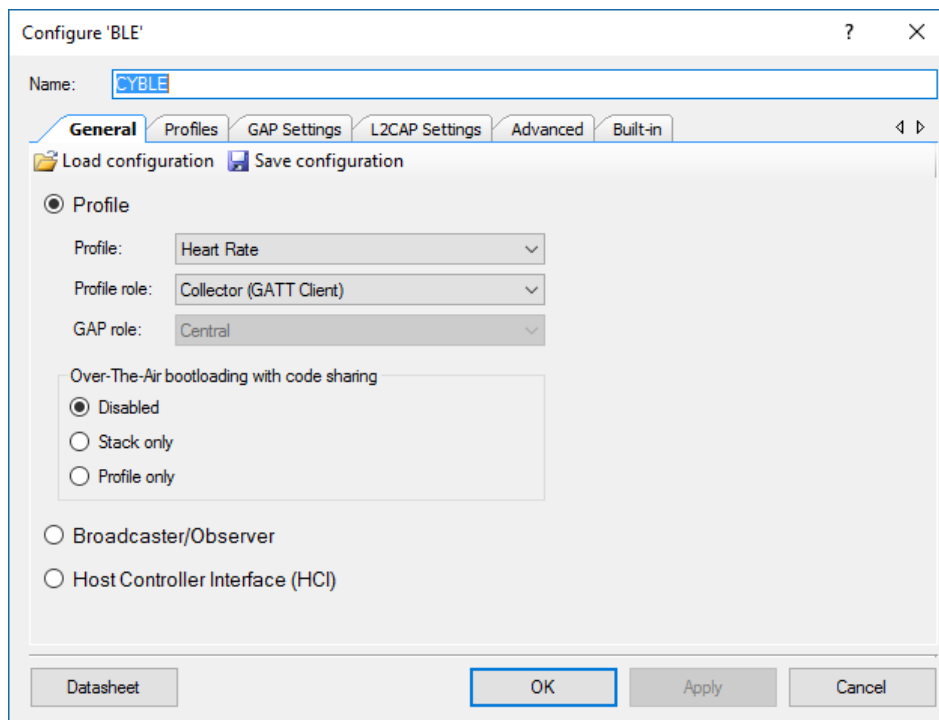 Configure 'BLE'
?
Name: CYBLE
General Profiles GAP Settings L2CAP Settings Advanced Built-in
Load configuration Save configuration
Profile
Profile: Heart Rate
Profile role: Collector (GATT Client)
GAP role: Central
Over-The-Air bootloading with code sharing
Disabled
Stack only
Profile only
Broadcaster/Observer
Host Controller Interface (HCI)
Datasheet OK Apply Cancel